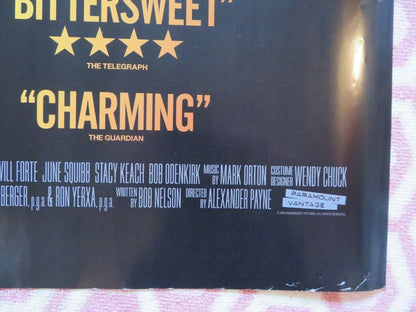 BITTERSWEET"
★★★★
THE TELEGRAPH
"CHARMING"
THE GUARDIAN
WILL FORTE JUNE SQUIBB STACY KEACH BOB ODENKIRK MUSIC BY MARK ORTON COSTUME DESIGNER WENDY CHUCK
BERGER, p.g.a. & RON YERXA, p.g.a. WRITTEN BY BOB NELSON DIRECTED BY ALEXANDER PAYNE
PARAMOUNT
VANTAGE